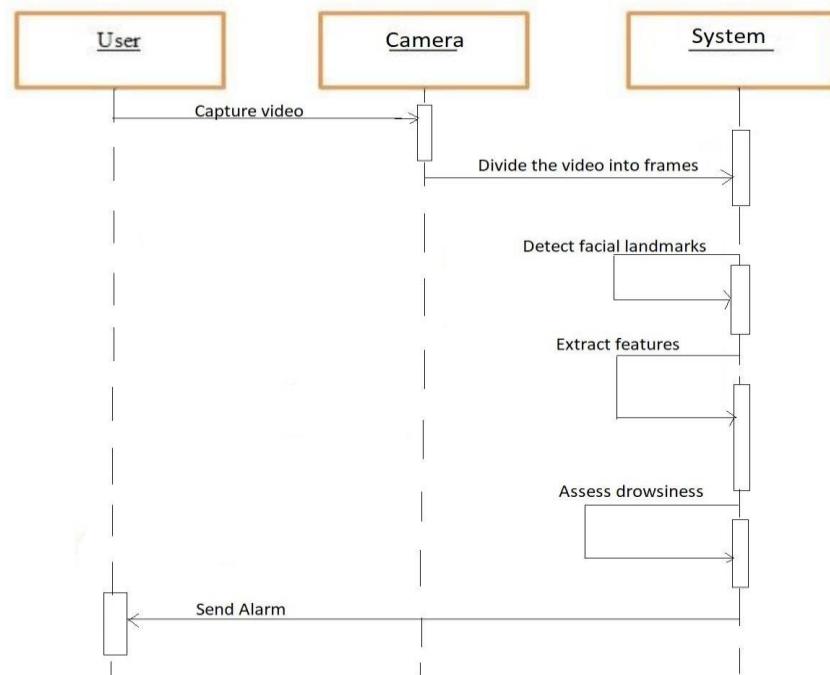 User
Camera
System
Capture video
Divide the video into frames
Detect facial landmarks
Extract features
Assess drowsiness
Send Alarm